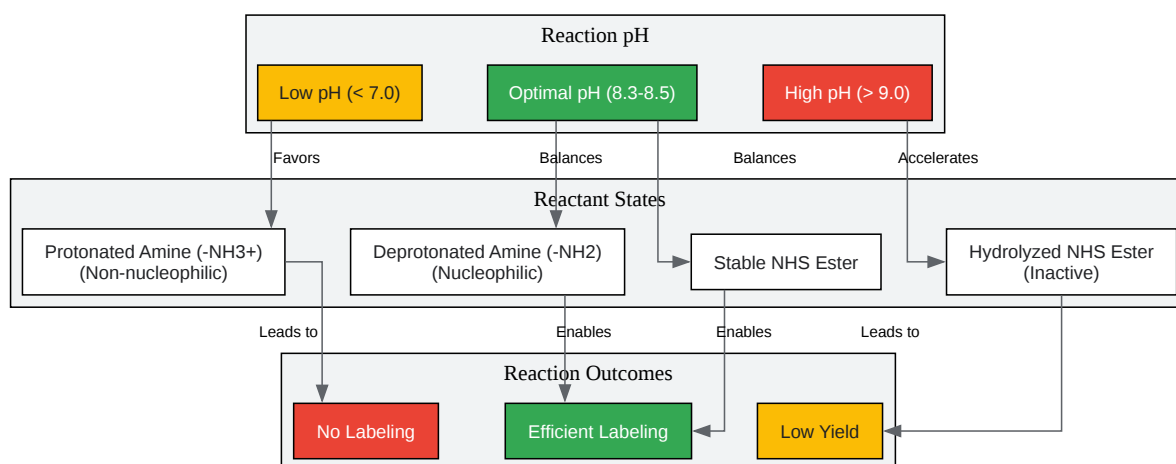 Reaction pH
Low pH (< 7.0)
Optimal pH (8.3-8.5)
High pH (> 9.0)
Favors
Balances
Balances
Accelerates
Reactant States
Protonated Amine (-NH3+)
(Non-nucleophilic)
Deprotonated Amine (-NH2)
(Nucleophilic)
Stable NHS Ester
Hydrolyzed NHS Ester
(Inactive)
Leads to
Enables
Enables
Leads to
Reaction Outcomes
No Labeling
Efficient Labeling
Low Yield